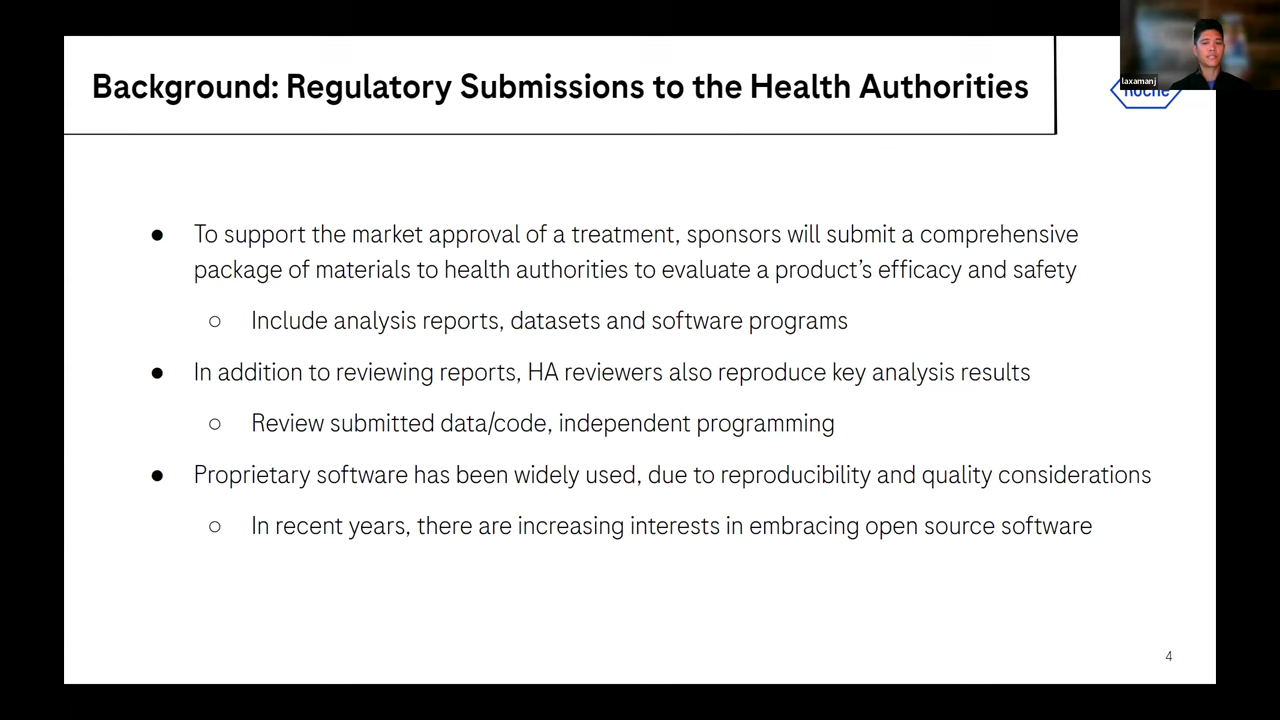 Background: Regulatory Submissions to the Health Authorities
laxamanj
Roche
● To support the market approval of a treatment, sponsors will submit a comprehensive
package of materials to health authorities to evaluate a product’s efficacy and safety
○ Include analysis reports, datasets and software programs
● In addition to reviewing reports, HA reviewers also reproduce key analysis results
○ Review submitted data/code, independent programming
● Proprietary software has been widely used, due to reproducibility and quality considerations
○ In recent years, there are increasing interests in embracing open source software
4